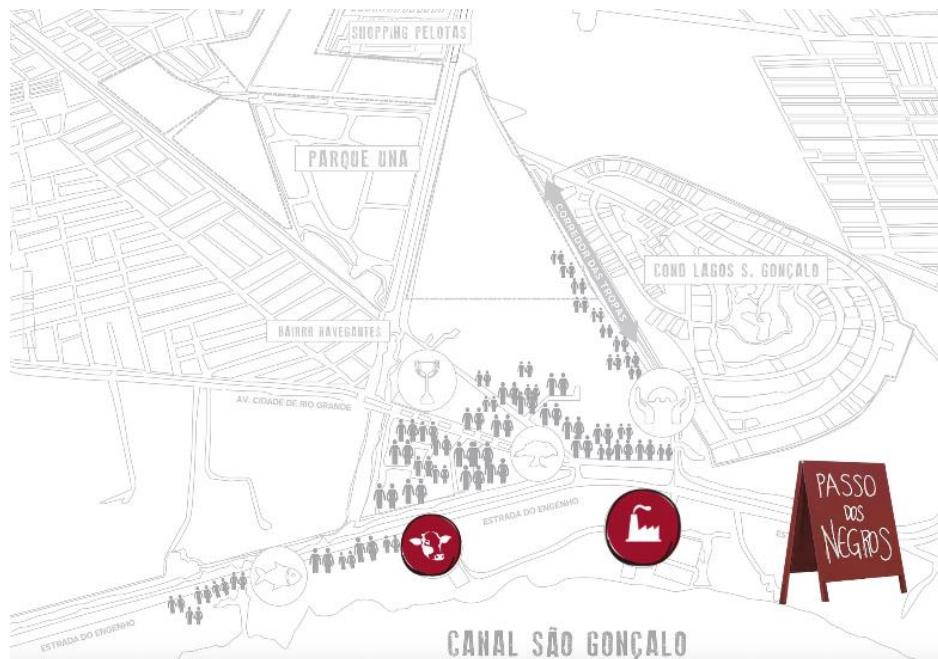 SHOPPING PELOTAS
PARQUE UNA
CORREDOR DAS TROPAS
COND LAGOS S. GONÇALO
BAIRRO NAVEGANTES
AV. CIDADE DE RIO GRANDE
PASSO
DOS
NEGROS
ESTRADA DO ENGENHO
ES
ESTRADA DO ENGENHO
CANAL SÃO GONÇALO